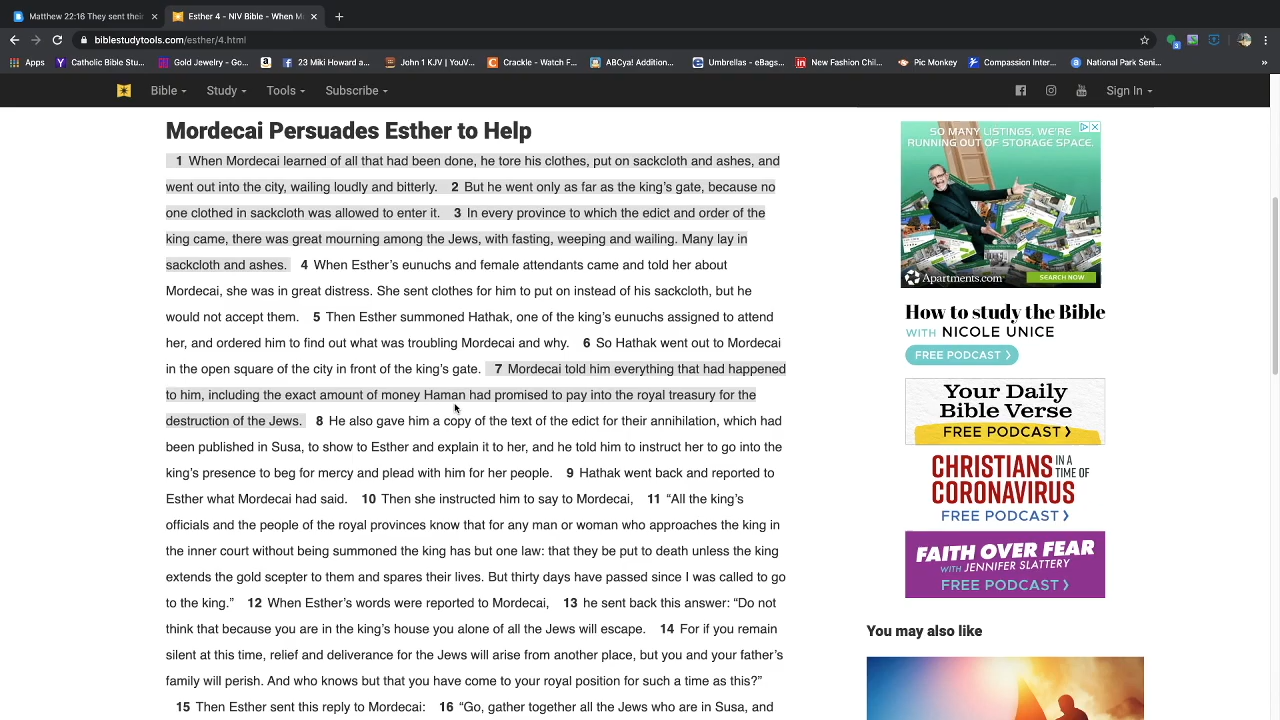 Matthew 22:16 They sent their
Esther 4 - NIV Bible - When Mo
biblestudytools.com/esther/4.html
Apps
Catholic Bible Stu...
Gold Jewelry - Go...
23 Miki Howard a...
John 1 KJV | YouV...
Crackle - Watch F...
ABCya! Addition...
Umbrellas - eBags...
New Fashion Chil...
Pic Monkey
Compassion Inter...
National Park Seni...
»
Bible
Study
Tools
Subscribe
Sign In
Mordecai Persuades Esther to Help
1 When Mordecai learned of all that had been done, he tore his clothes, put on sackcloth and ashes, and
went out into the city, wailing loudly and bitterly. 2 But he went only as far as the king's gate, because no
one clothed in sackcloth was allowed to enter it. 3 In every province to which the edict and order of the
king came, there was great mourning among the Jews, with fasting, weeping and wailing. Many lay in
sackcloth and ashes. 4 When Esther's eunuchs and female attendants came and told her about
Mordecai, she was in great distress. She sent clothes for him to put on instead of his sackcloth, but he
would not accept them. 5 Then Esther summoned Hathak, one of the king's eunuchs assigned to attend
her, and ordered him to find out what was troubling Mordecai and why. 6 So Hathak went out to Mordecai
in the open square of the city in front of the king's gate. 7 Mordecai told him everything that had happened
to him, including the exact amount of money Haman had promised to pay into the royal treasury for the
destruction of the Jews. 8 He also gave him a copy of the text of the edict for their annihilation, which had
been published in Susa, to show to Esther and explain it to her, and he told him to instruct her to go into the
king's presence to beg for mercy and plead with him for her people. 9 Hathak went back and reported to
Esther what Mordecai had said. 10 Then she instructed him to say to Mordecai, 11 "All the king's
officials and the people of the royal provinces know that for any man or woman who approaches the king in
the inner court without being summoned the king has but one law: that they be put to death unless the king
extends the gold scepter to them and spares their lives. But thirty days have passed since I was called to go
to the king." 12 When Esther's words were reported to Mordecai, 13 he sent back this answer: "Do not
think that because you are in the king's house you alone of all the Jews will escape. 14 For if you remain
silent at this time, relief and deliverance for the Jews will arise from another place, but you and your father's
family will perish. And who knows but that you have come to your royal position for such a time as this?"
15 Then Esther sent this reply to Mordecai: 16 "Go, gather together all the Jews who are in Susa, and
SO MANY LISTINGS, WE'RE
RUNNING OUT OF STORAGE SPACE.
Apartments.com
SEARCH NOW
How to study the Bible
WITH NICOLE UNICE
FREE PODCAST >
Your Daily
Bible Verse
FREE PODCAST >
CHRISTIANS IN A TIME OF
CORONAVIRUS
FREE PODCAST >
FAITH OVER FEAR
WITH JENNIFER SLATTERY
FREE PODCAST >
You may also like